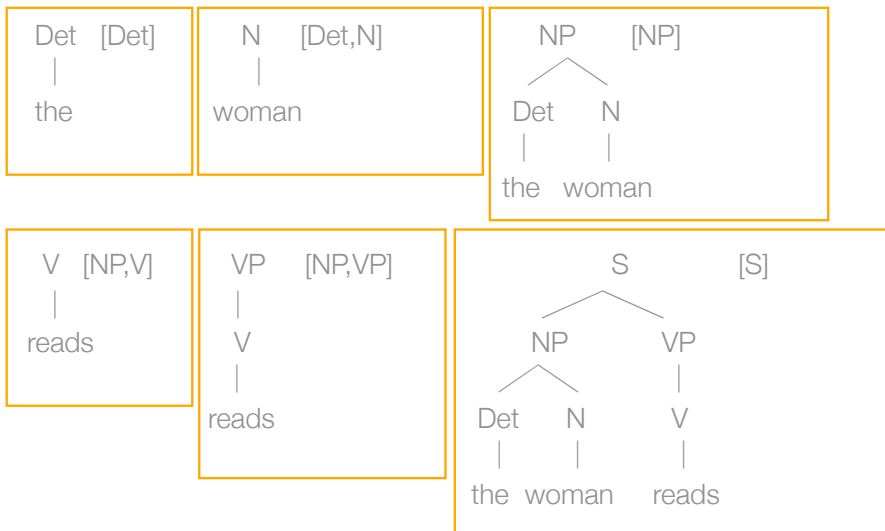 Det [Det]
the
N [Det,N]
woman
NP [NP]
Det N
the woman
V [NP,V]
reads
VP [NP,VP]
V
reads
S [S]
NP VP
Det N V
the woman reads